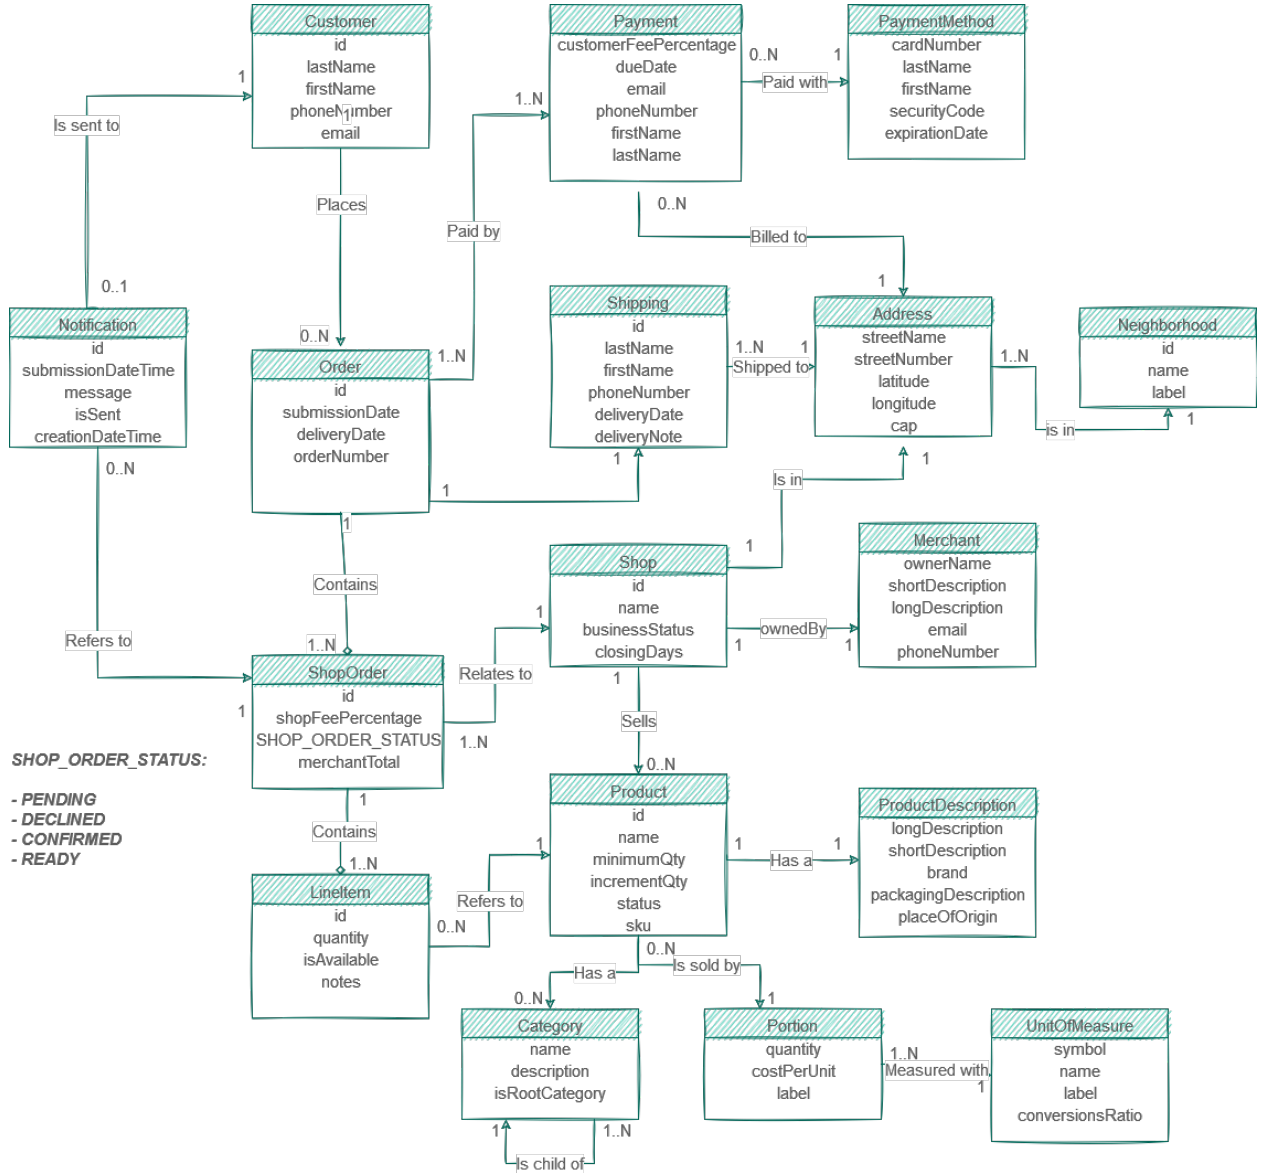 Customer
id
lastName
firstName
phoneNumber
1
email
Payment
customerFeePercentage
dueDate
email
phoneNumber
firstName
lastName
0..N
1
Paid with
PaymentMethod
cardNumber
lastName
firstName
securityCode
expirationDate
1
Is sent to
0..1
Places
0..N
1..N
Paid by
1..N
0..N
Billed to
1
Notification
id
submissionDateTime
message
isSent
creationDateTime
0..N
Order
id
submissionDate
deliveryDate
orderNumber
1
1
Shipping
id
lastName
firstName
phoneNumber
deliveryDate
deliveryNote
1
1..N
1
Shipped to
Address
streetName
streetNumber
latitude
longitude
cap
1..N
is in
1
Neighborhood
id
name
label
1
Is in
1
Contains
1..N
Refers to
1
Shop
id
name
businessStatus
closingDays
1
ownedBy
1
Merchant
ownerName
shortDescription
longDescription
email
phoneNumber
1
Relates to
1..N
ShopOrder
id
shopFeePercentage
SHOP_ORDER_STATUS
merchantTotal
1
Sells
0..N
SHOP_ORDER_STATUS:
- PENDING
- DECLINED
- CONFIRMED
- READY
1
Contains
1..N
Product
id
name
minimumQty
incrementQty
status
sku
1
Has a
1
ProductDescription
longDescription
shortDescription
brand
packagingDescription
placeOfOrigin
LineItem
id
quantity
isAvailable
notes
0..N
Refers to
1
0..N
Has a
Is sold by
0..N
1
Category
name
description
isRootCategory
1
1..N
Is child of
Portion
quantity
costPerUnit
label
1..N
Measured with
1
UnitOfMeasure
symbol
name
label
conversionsRatio